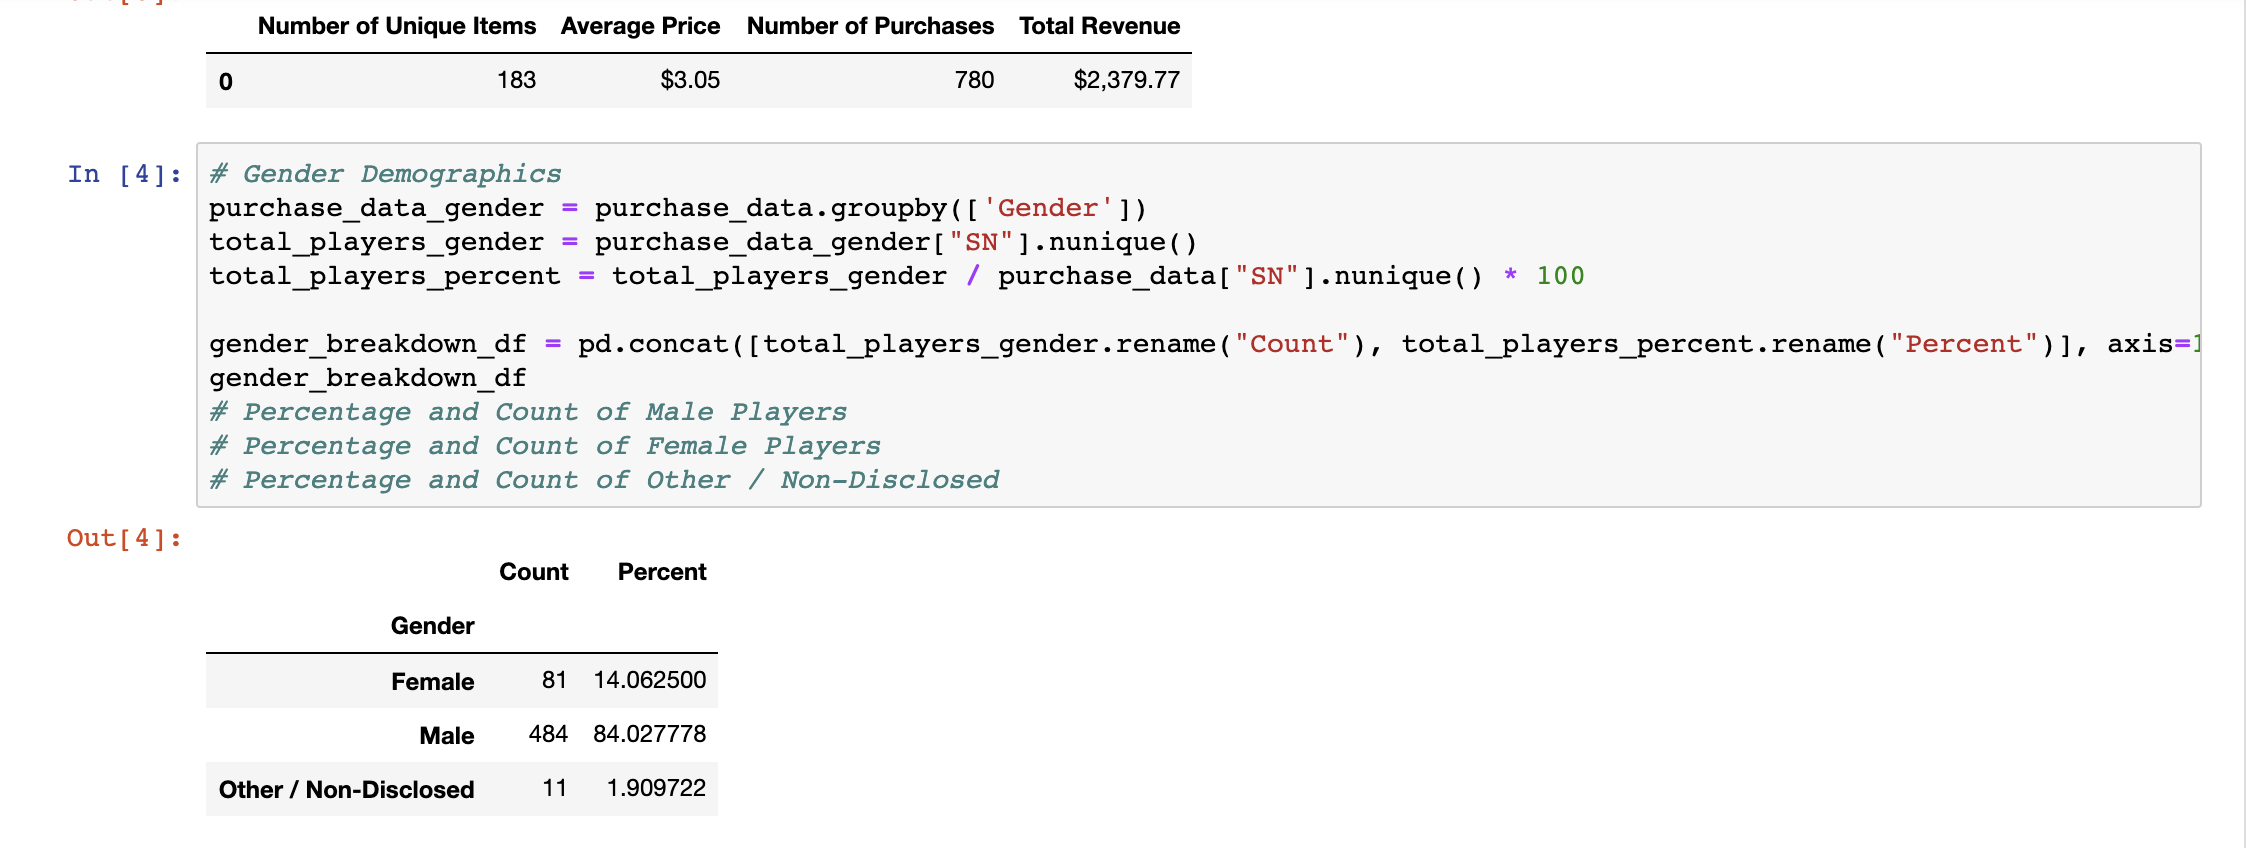 Number of Unique Items Average Price Number of Purchases Total Revenue
0 183 $3.05 780 $2,379.77
In [4]: # Gender Demographics
purchase_data_gender = purchase_data.groupby(['Gender'])
total_players_gender = purchase_data_gender["SN"].nunique()
total_players_percent = total_players_gender / purchase_data["SN"].nunique() * 100
gender_breakdown_df = pd.concat([total_players_gender.rename("Count"), total_players_percent.rename("Percent")], axis=1
gender_breakdown_df
# Percentage and Count of Male Players
# Percentage and Count of Female Players
# Percentage and Count of Other / Non-Disclosed
Out[4]:
Count Percent
Gender
Female 81 14.062500
Male 484 84.027778
Other / Non-Disclosed 11 1.909722